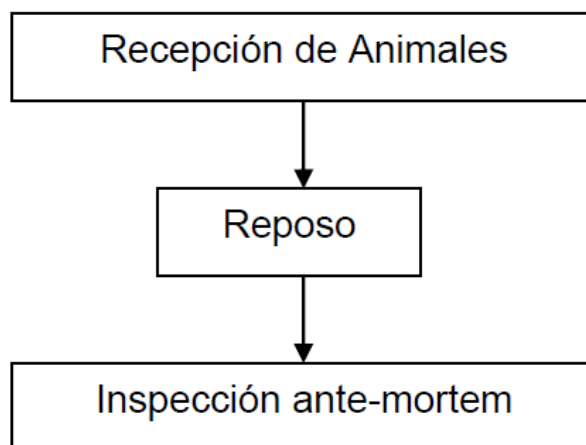 Recepción de Animales
Reposo
Inspección ante-mortem